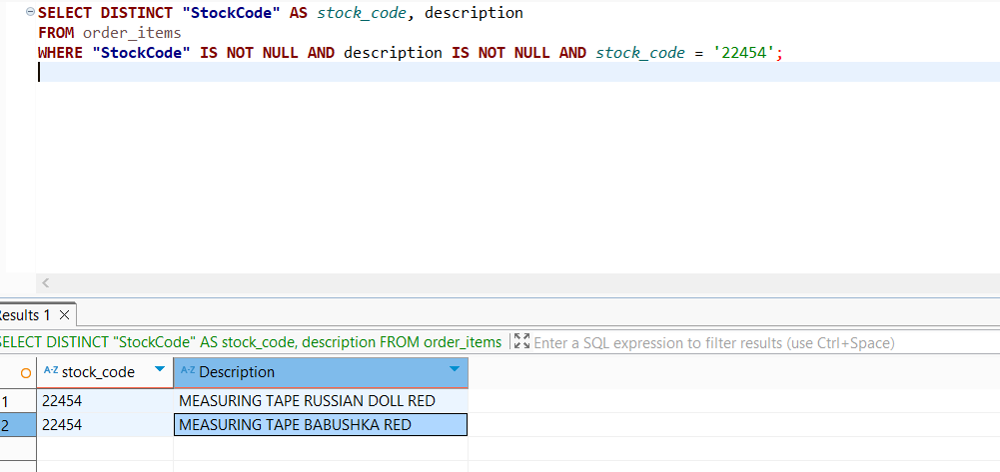 SELECT DISTINCT "StockCode" AS stock_code, description
FROM order_items
WHERE "StockCode" IS NOT NULL AND description IS NOT NULL AND stock_code = '22454';
Results 1
SELECT DISTINCT "StockCode" AS stock_code, description FROM order_items Enter a SQL expression to filter results (use Ctrl+Space)
A-Z stock_code A-Z Description
1 22454 MEASURING TAPE RUSSIAN DOLL RED
2 22454 MEASURING TAPE BABUSHKA RED